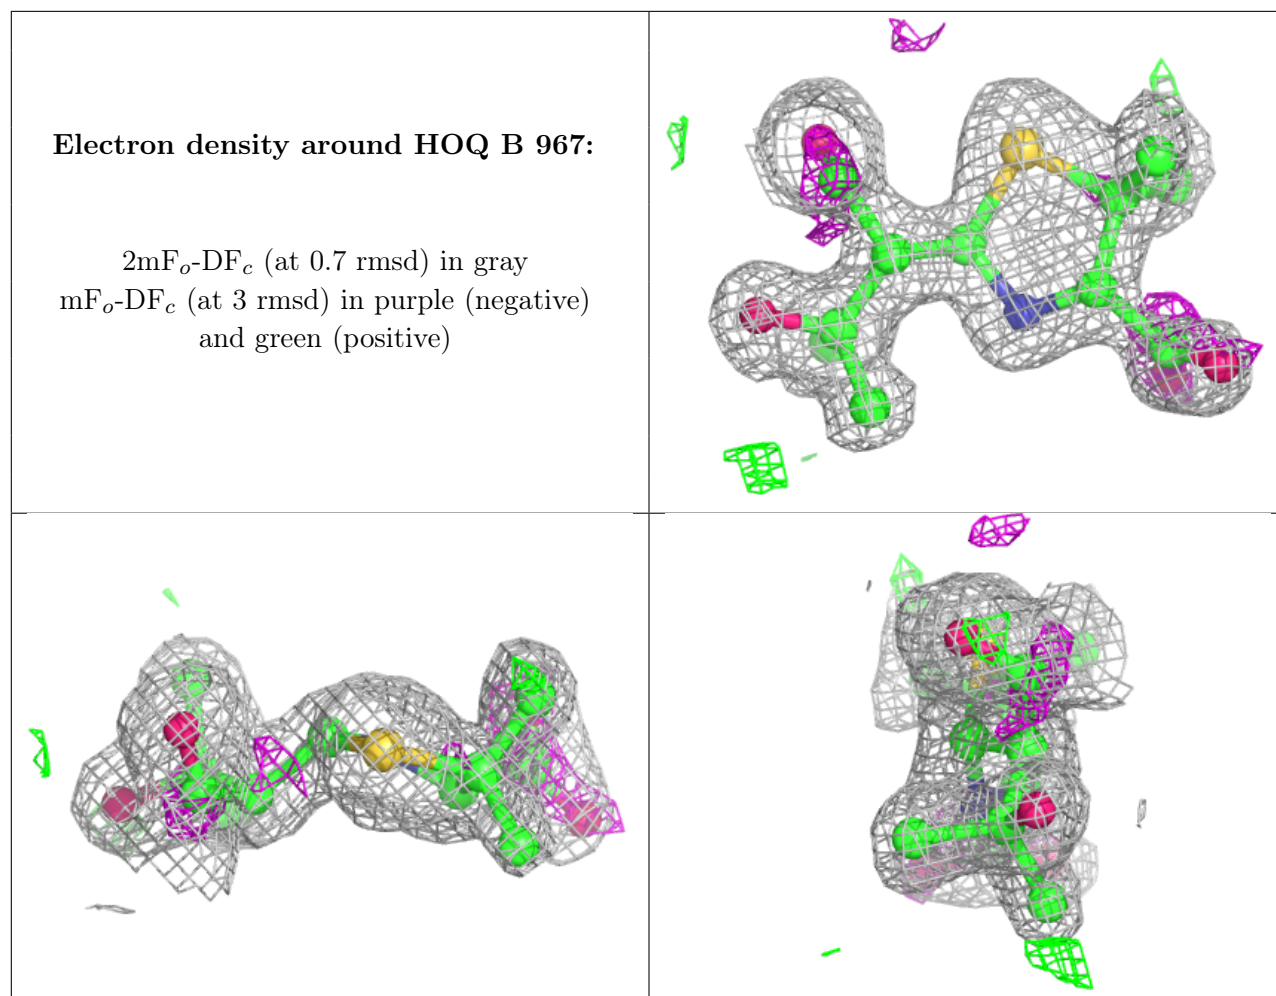 Electron density around HOQ B 967:
2mFo-DFc (at 0.7 rmsd) in gray
mFo-DFc (at 3 rmsd) in purple (negative)
and green (positive)